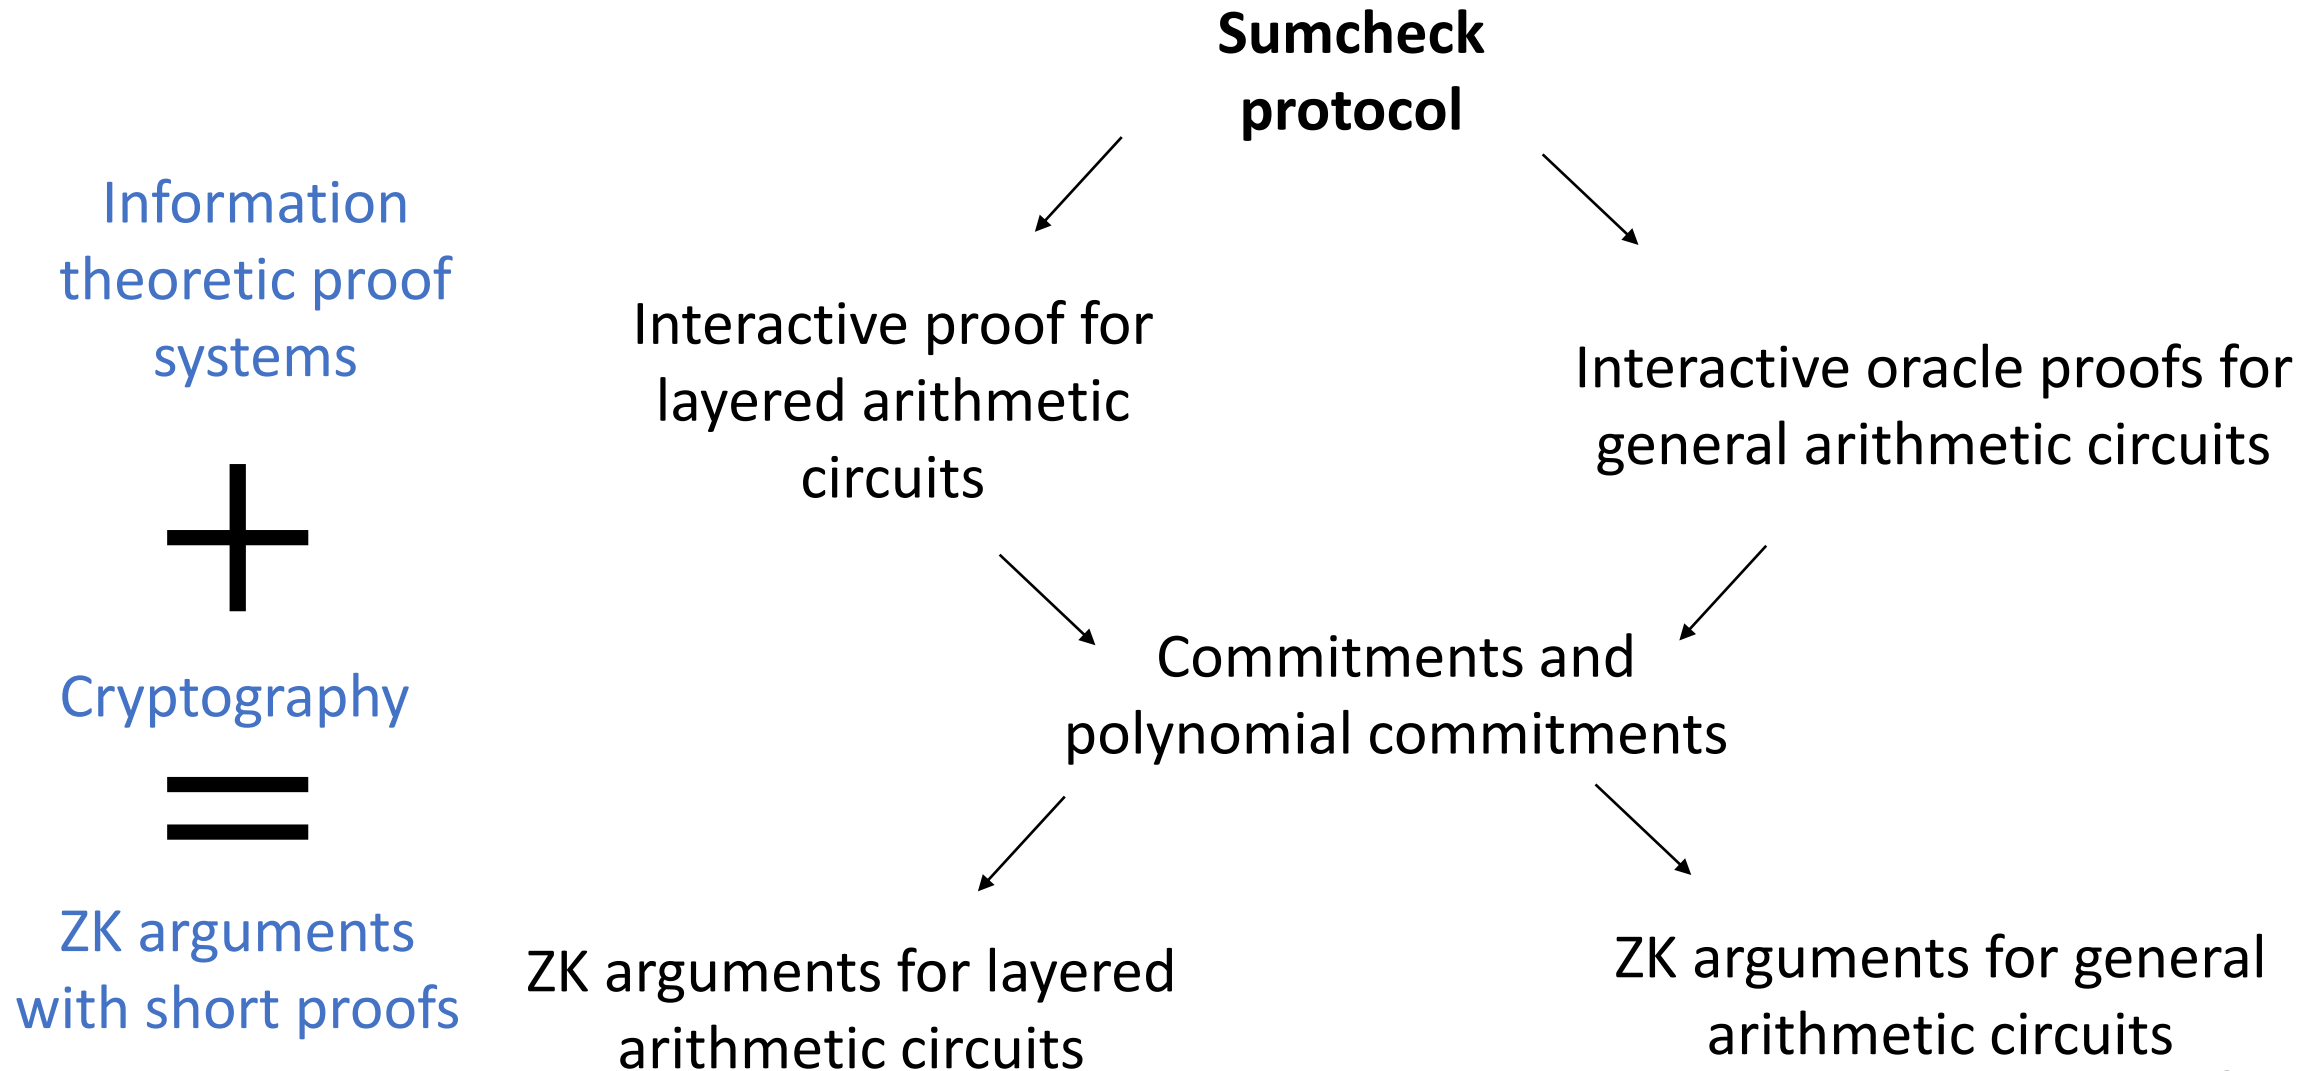 Sumcheck
protocol
Information
theoretic proof
systems
+
Cryptography
=
ZK arguments
with short proofs
Interactive proof for
layered arithmetic
circuits
Interactive oracle proofs for
general arithmetic circuits
Commitments and
polynomial commitments
ZK arguments for layered
arithmetic circuits
ZK arguments for general
arithmetic circuits